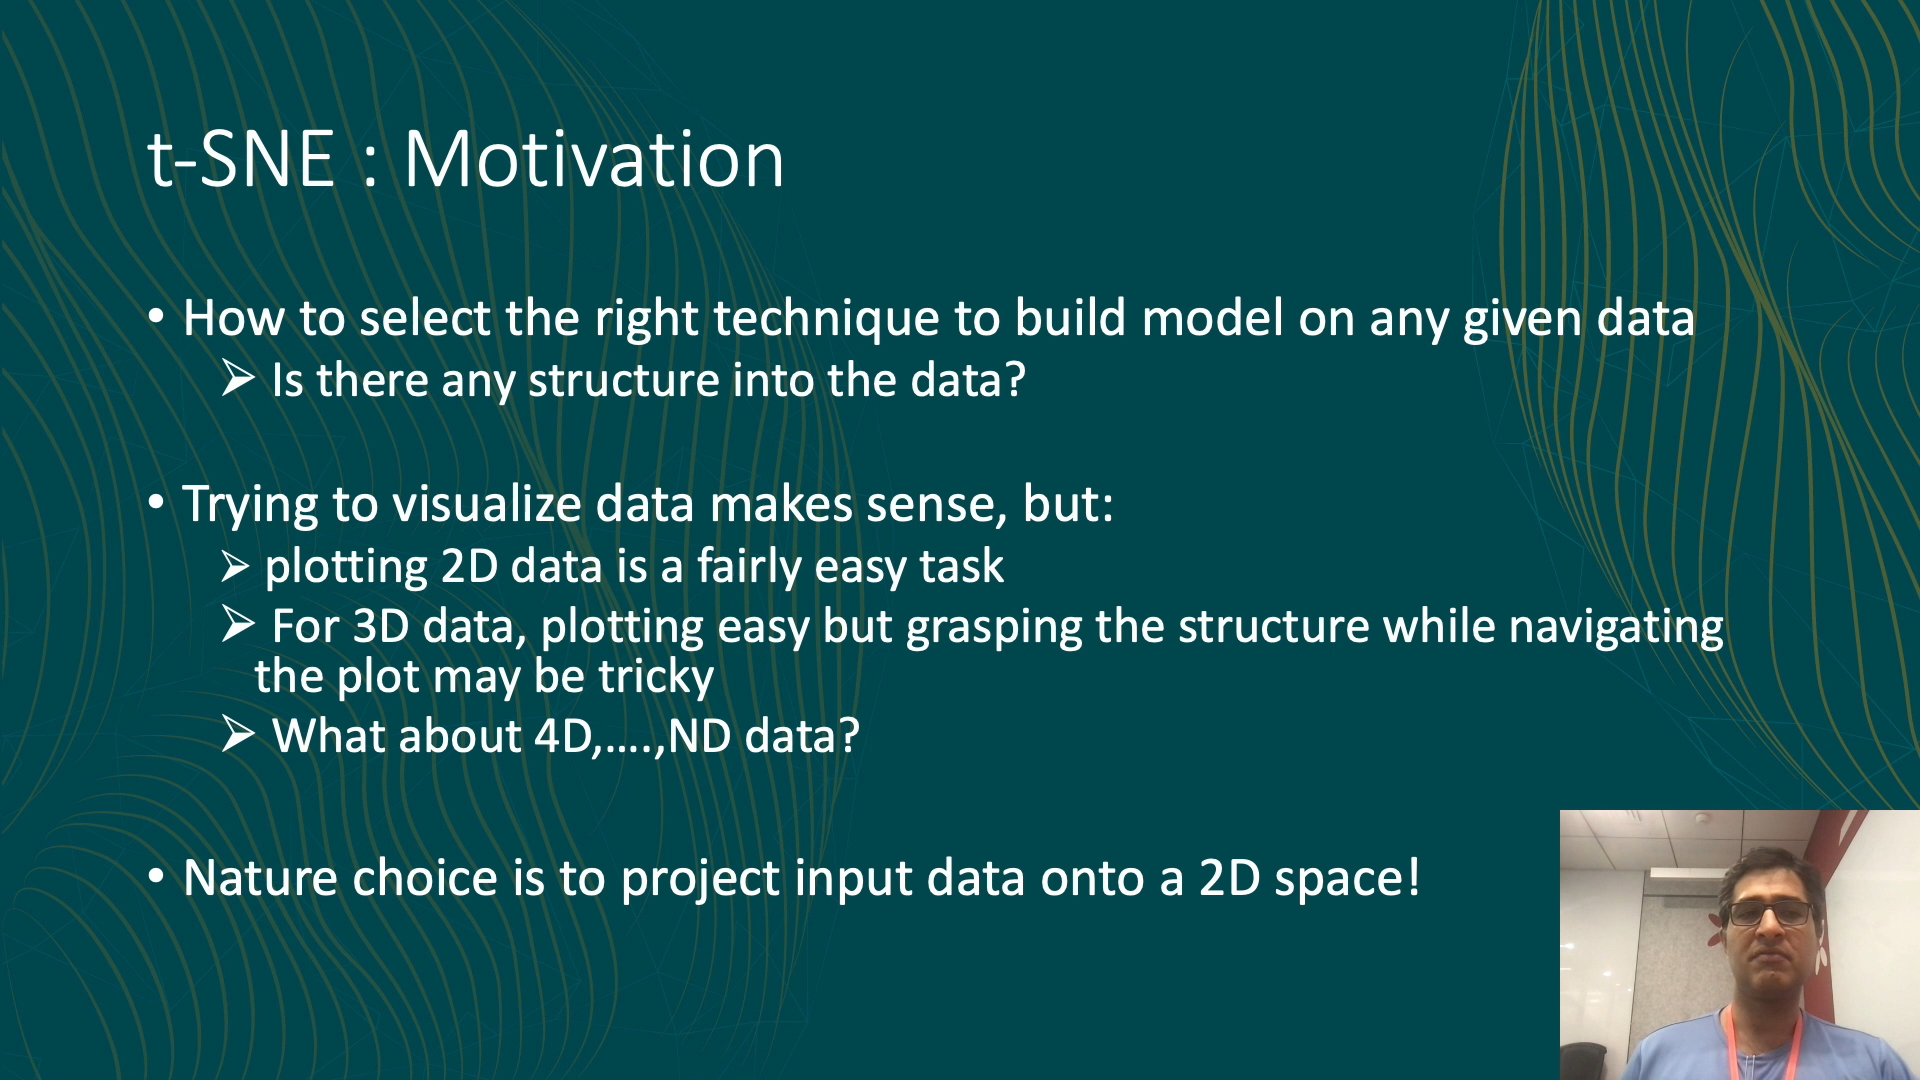 t-SNE : Motivation
• How to select the right technique to build model on any given data
➢ Is there any structure into the data?
• Trying to visualize data makes sense, but:
➢ plotting 2D data is a fairly easy task
➢ For 3D data, plotting easy but grasping the structure while navigating
the plot may be tricky
➢ What about 4D,....,ND data?
• Nature choice is to project input data onto a 2D space!